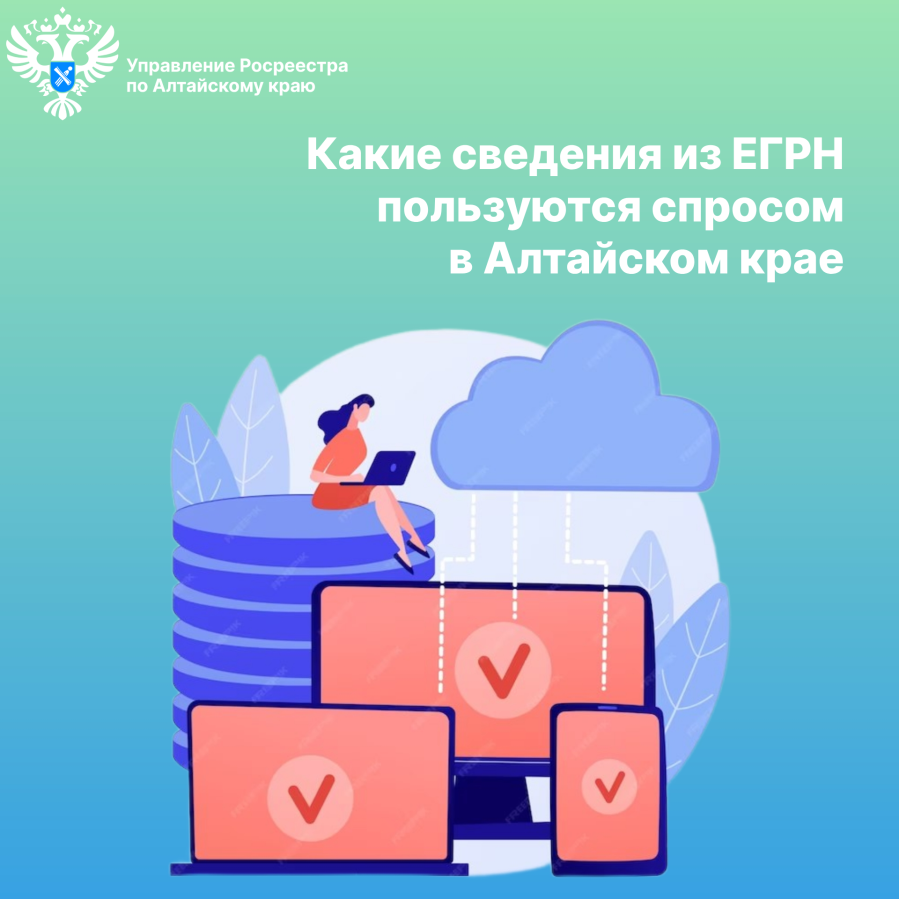 Управление Росреестра
по Алтайскому краю
Какие сведения из ЕГРН
пользуются спросом
в Алтайском крае